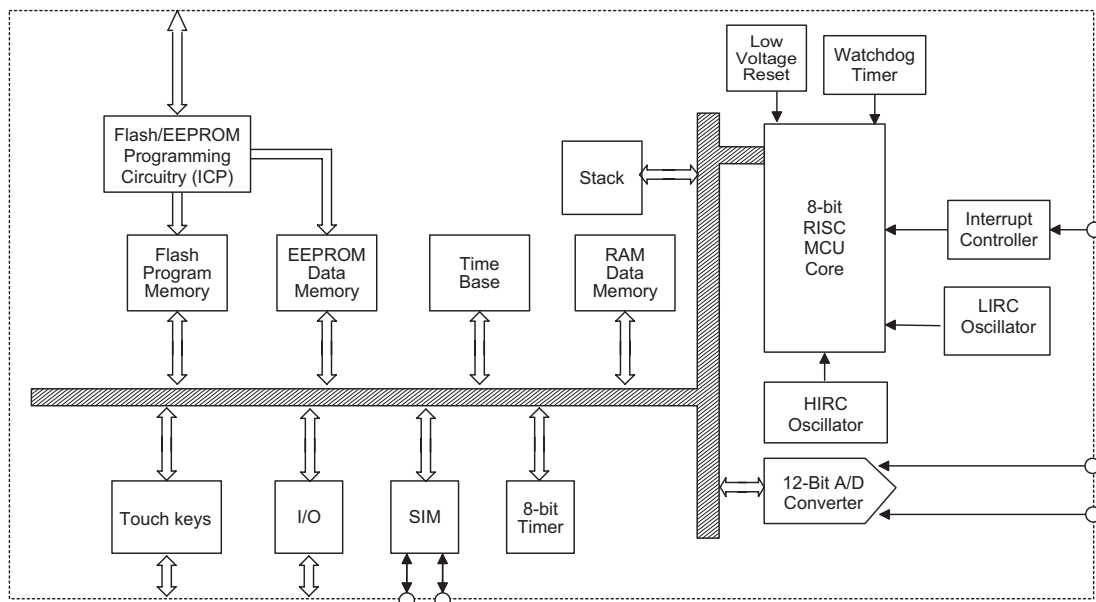 Low
Voltage
Reset
Watchdog
Timer
Flash/EEPROM
Programming
Circuitry (ICP)
Stack
8-bit
RISC
MCU
Core
Interrupt
Controller
Flash
Program
Memory
EEPROM
Data
Memory
Time
Base
RAM
Data
Memory
LIRC
Oscillator
HIRC
Oscillator
12-Bit A/D
Converter
Touch keys
I/O
SIM
8-bit
Timer